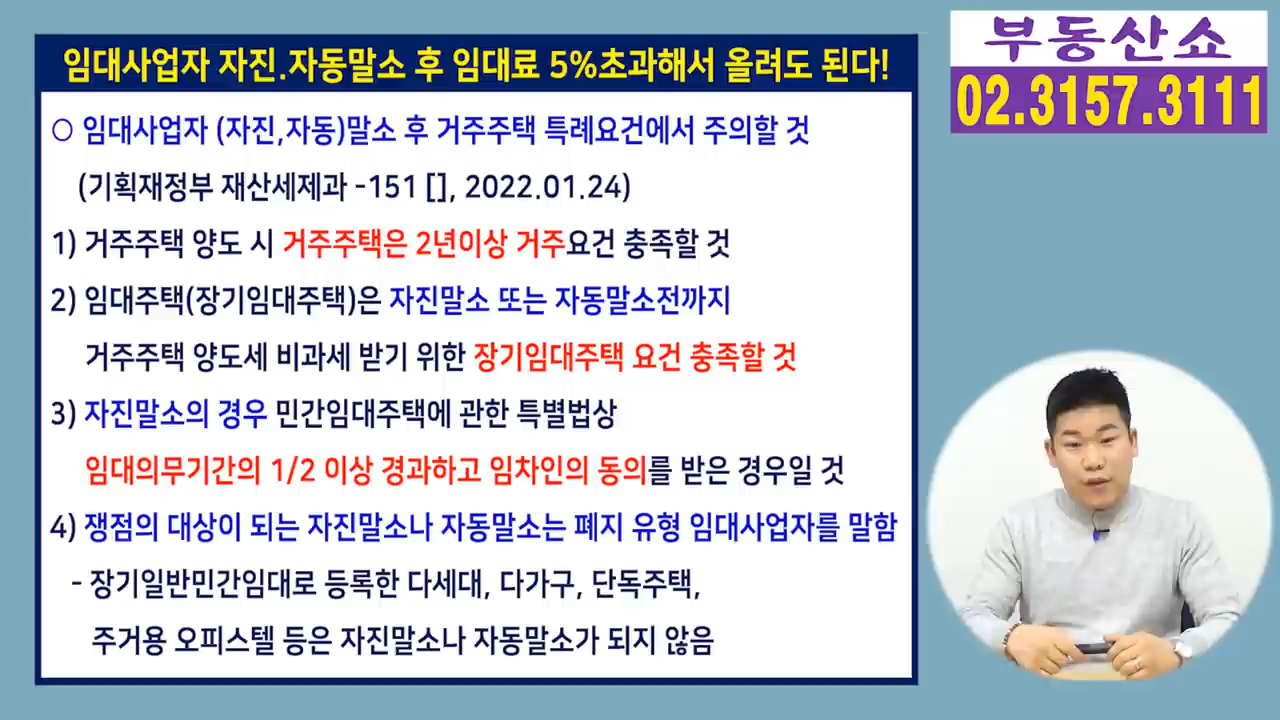 임대사업자 자진.자동말소 후 임대료 5%초과해서 올려도 된다!
부동산쇼
02.3157.3111
○ 임대사업자 (자진,자동)말소 후 거주주택 특례요건에서 주의할 것
(기획재정부 재산세제과 -151 [], 2022.01.24)
1) 거주주택 양도 시 거주주택은 2년이상 거주요건 충족할 것
2) 임대주택(장기임대주택)은 자진말소 또는 자동말소전까지
거주주택 양도세 비과세 받기 위한 장기임대주택 요건 충족할 것
3) 자진말소의 경우 민간임대주택에 관한 특별법상
임대의무기간의 1/2 이상 경과하고 임차인의 동의를 받은 경우일 것
4) 쟁점의 대상이 되는 자진말소나 자동말소는 폐지 유형 임대사업자를 말함
- 장기일반민간임대로 등록한 다세대, 다가구, 단독주택,
주거용 오피스텔 등은 자진말소나 자동말소가 되지 않음